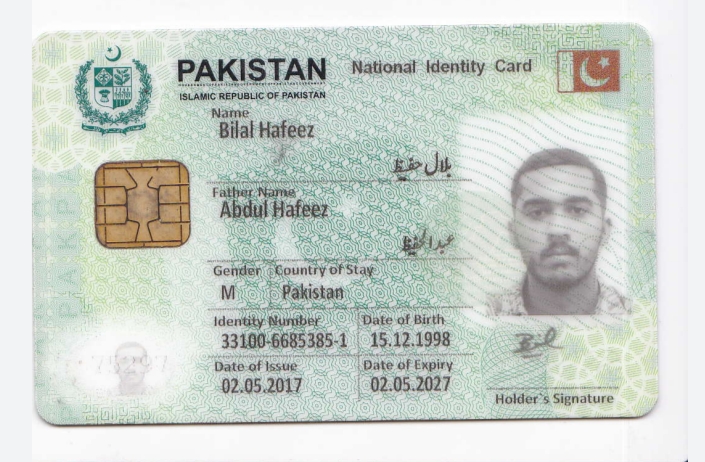 PAKISTAN National Identity Card
ISLAMIC REPUBLIC OF PAKISTAN
Name
Bilal Hafeez
بلال حفیظ
Father Name
Abdul Hafeez
عبدالحفیظ
Gender Country of Stay
M Pakistan
Identity Number Date of Birth
33100-6685385-1 15.12.1998
Date of Issue Date of Expiry
02.05.2017 02.05.2027
Holder`s Signature